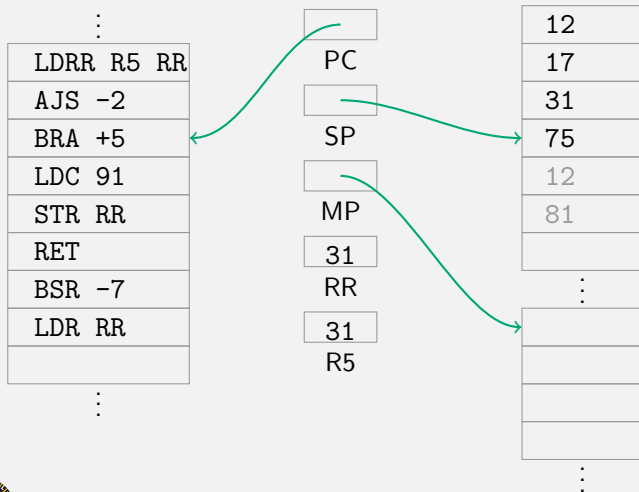 LDRR R5 RR
AJS -2
BRA +5
LDC 91
STR RR
RET
BSR -7
LDR RR
PC
SP
MP
31
RR
31
R5
12
17
31
75
12
81